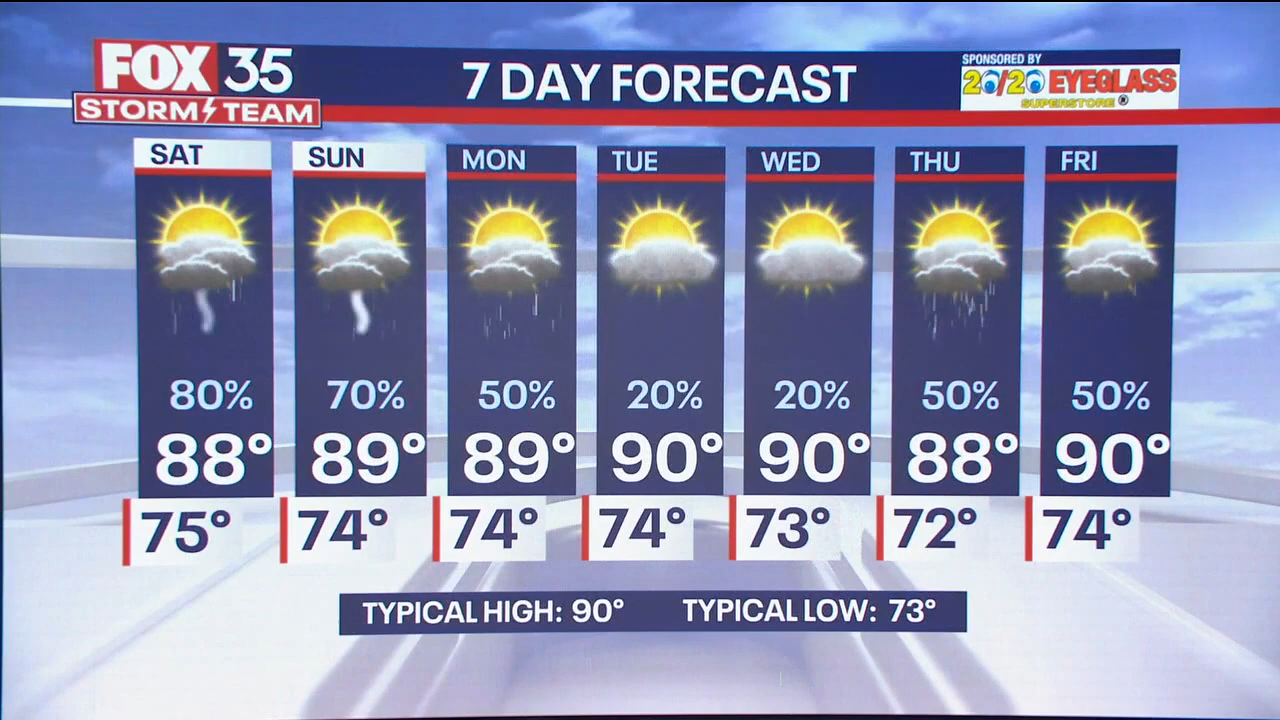 FOX 35
STORM TEAM
7 DAY FORECAST
SPONSORED BY
20/20 EYEGLASS
SUPERSTORE®
SAT SUN MON TUE WED THU FRI
80% 70% 50% 20% 20% 50% 50%
88° 89° 89° 90° 90° 88° 90°
75° 74° 74° 74° 73° 72° 74°
TYPICAL HIGH: 90° TYPICAL LOW: 73°